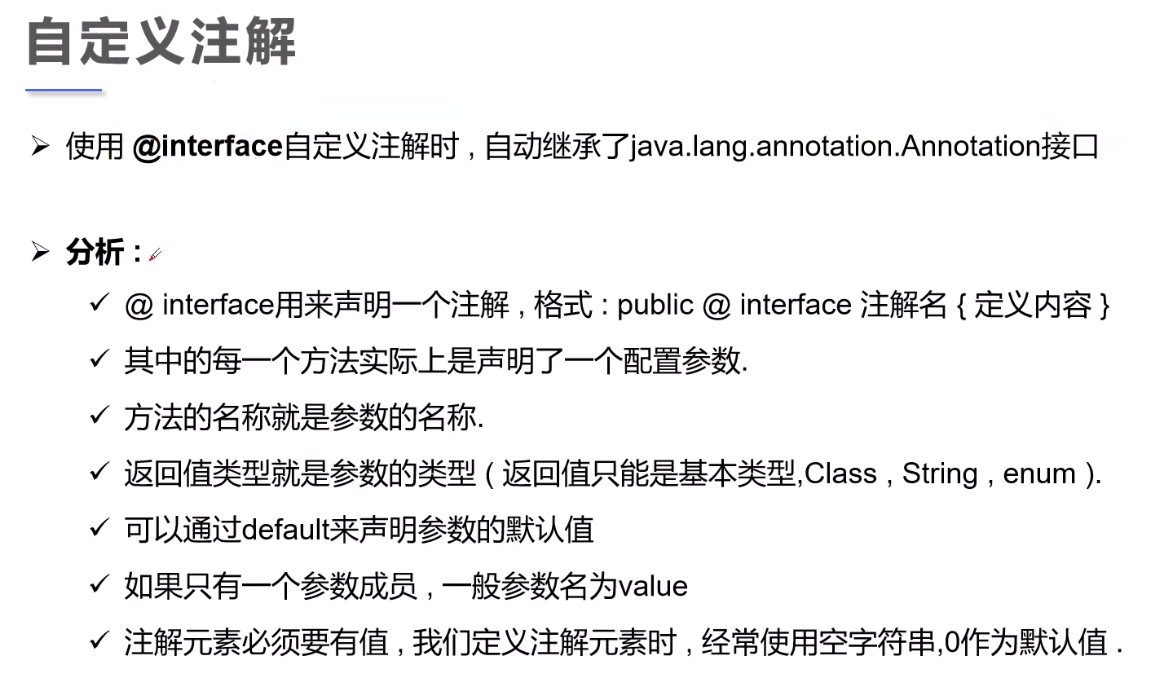 自定义注解
使用 @interface自定义注解时 , 自动继承了java.lang.annotation.Annotation接口
分析 :
@ interface用来声明一个注解 , 格式 : public @ interface 注解名 { 定义内容 }
其中的每一个方法实际上是声明了一个配置参数.
方法的名称就是参数的名称.
返回值类型就是参数的类型 ( 返回值只能是基本类型,Class , String , enum ).
可以通过default来声明参数的默认值
如果只有一个参数成员 , 一般参数名为value
注解元素必须要有值 , 我们定义注解元素时 , 经常使用空字符串,0作为默认值 .